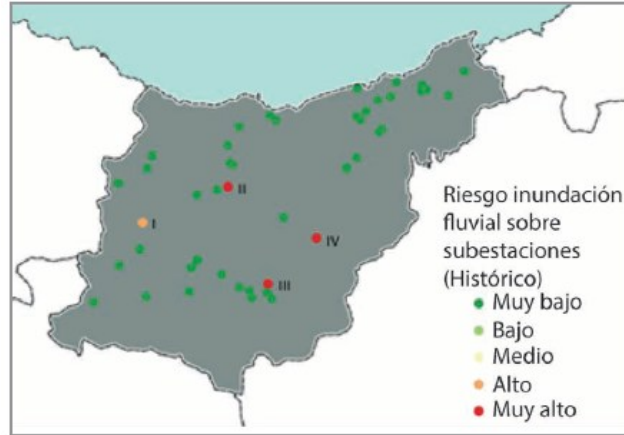 II
I
IV
III
Riesgo inundación
fluvial sobre
subestaciones
(Histórico)
Muy bajo
Bajo
Medio
Alto
Muy alto